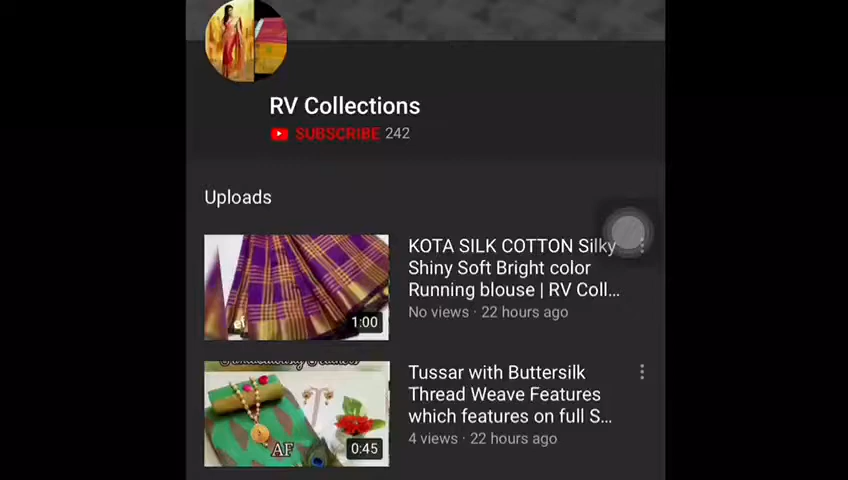 RV Collections
SUBSCRIBE 242
Uploads
KOTA SILK COTTON Silky
Shiny Soft Bright color
Running blouse | RV Coll...
No views · 22 hours ago
1:00
Tussar with Buttersilk
Thread Weave Features
which features on full S...
4 views · 22 hours ago
AF
0:45